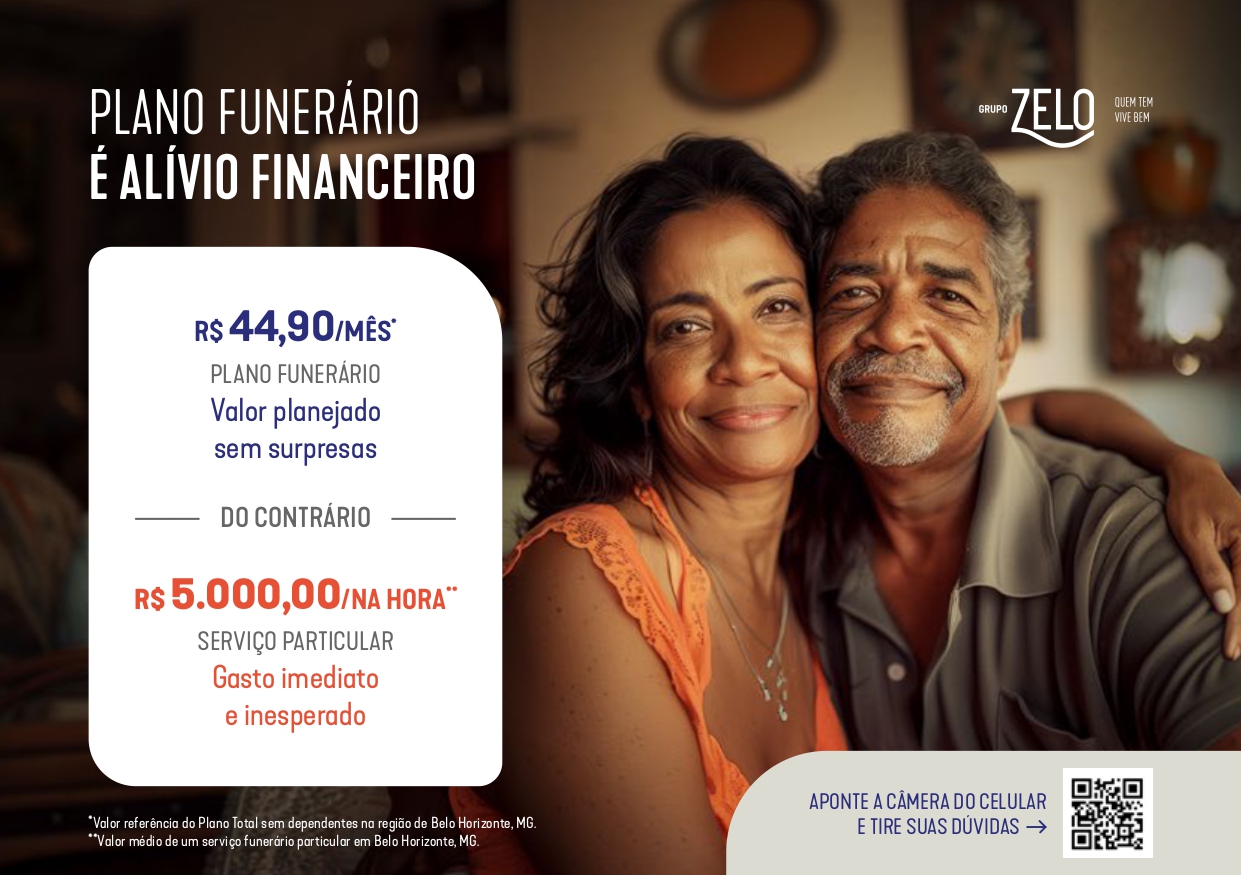 PLANO FUNERÁRIO
É ALÍVIO FINANCEIRO
GRUPO ZELO
QUEM TEM
VIVE BEM
R$ 44,90/MÊS*
PLANO FUNERÁRIO
Valor planejado
sem surpresas
DO CONTRÁRIO
R$ 5.000,00/NA HORA**
SERVIÇO PARTICULAR
Gasto imediato
e inesperado
*Valor referência do Plano Total sem dependentes na região de Belo Horizonte, MG.
**Valor médio de um serviço funerário particular em Belo Horizonte, MG.
APONTE A CÂMERA DO CELULAR
E TIRE SUAS DÚVIDAS →